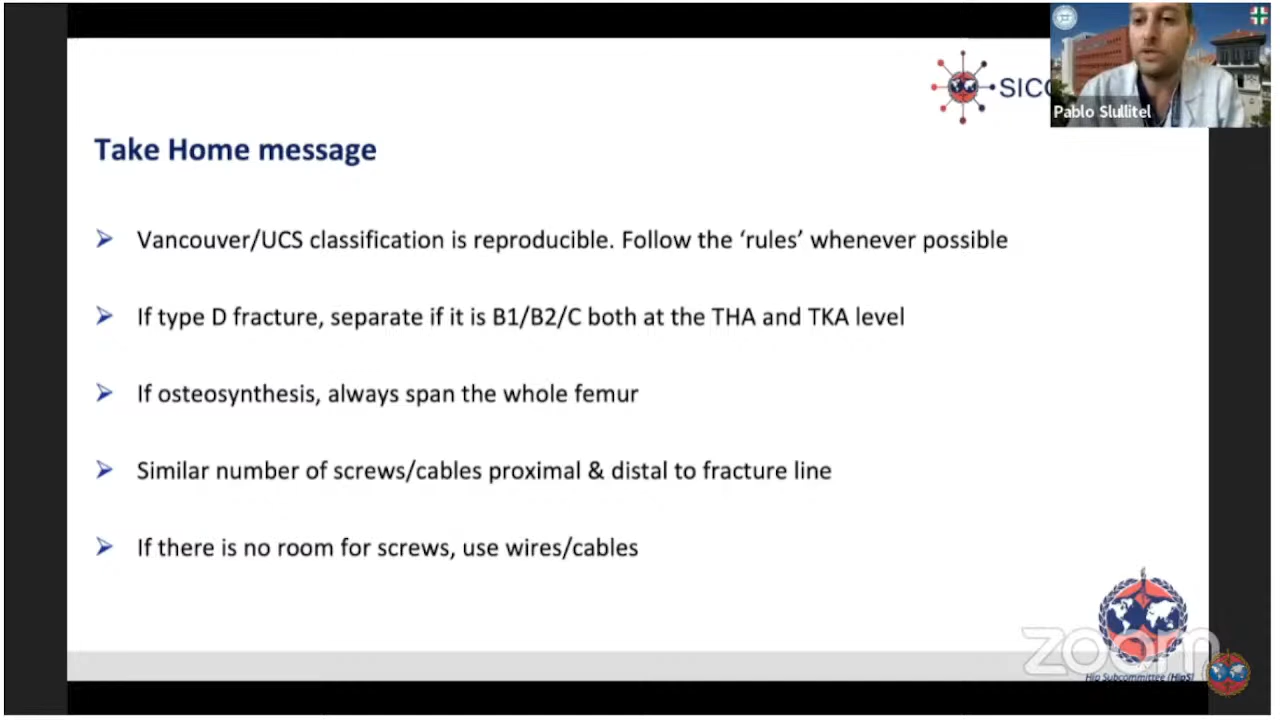 SICO
Pablo Slullitel
Take Home message
Vancouver/UCS classification is reproducible. Follow the ‘rules’ whenever possible
If type D fracture, separate if it is B1/B2/C both at the THA and TKA level
If osteosynthesis, always span the whole femur
Similar number of screws/cables proximal & distal to fracture line
If there is no room for screws, use wires/cables
zoom
Hip Subcommittee (HipS)